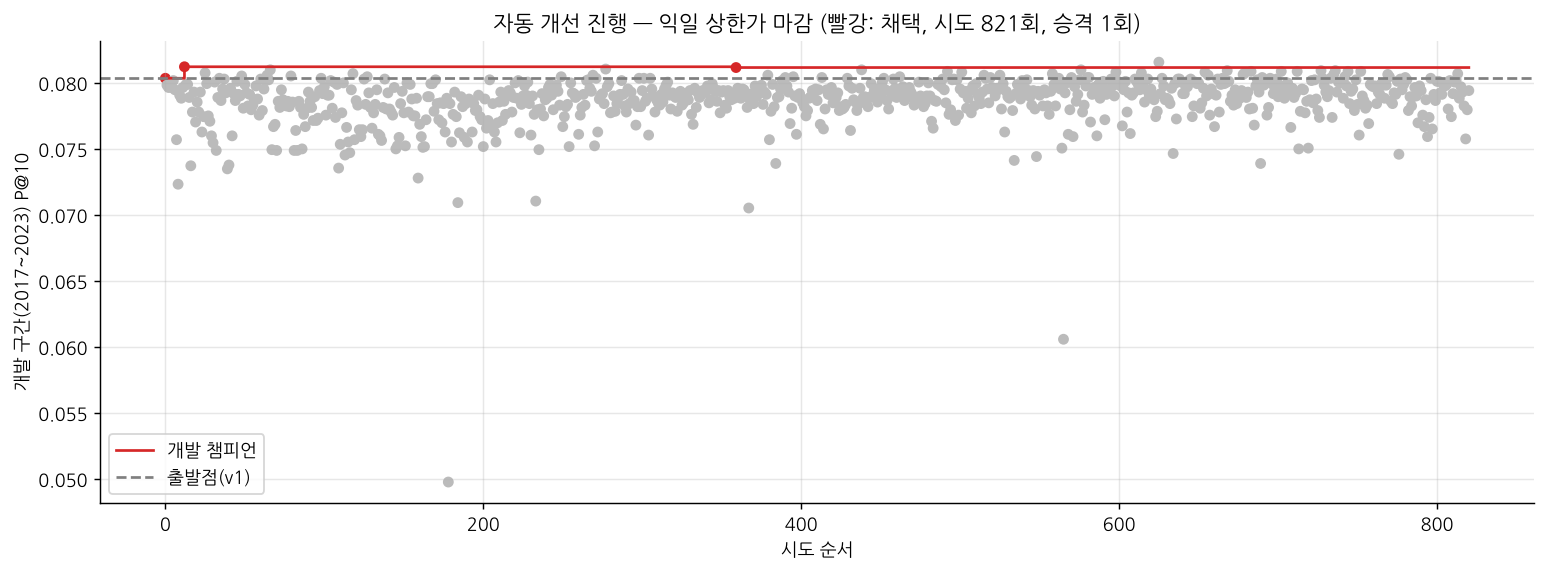 자동 개선 진행 — 익일 상한가 마감 (빨강: 채택, 시도 821회, 승격 1회)
개발 구간(2017~2023) P@10
0.080
0.075
0.070
0.065
0.060
0.055
0.050
개발 챔피언
출발점(v1)
0 200 400 600 800
시도 순서